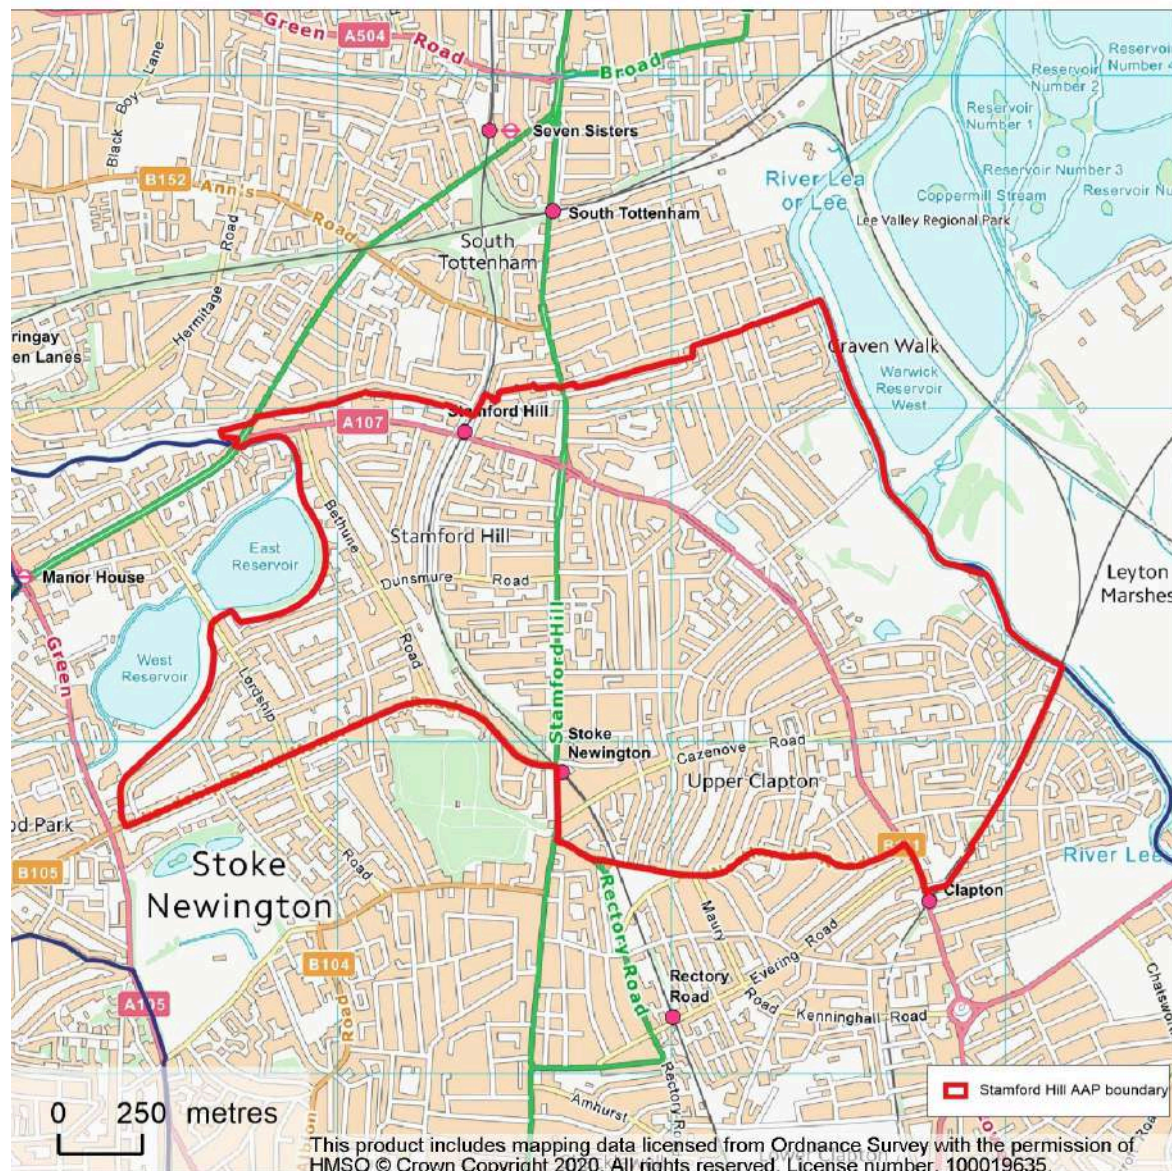 Green
A504
Road
Broad
Reservoir
Number 4
Reservoir
Number 2
Reservoir
Number 1
Black Boy Lane
Seven Sisters
B152
Ann's
Road
River Lea
or Lee
Reservoir Number 3
Coppermill Stream
Lee Valley Regional Park
South Tottenham
South
Tottenham
Hermitage
Road
ringay
en Lanes
Craven Walk
Warwick
Reservoir
West
Stamford Hill
A107
East
Reservoir
Bethune
Road
Stamford Hill
Dunsmure Road
Manor House
Leyton
Marshes
Green
West
Reservoir
Lordship
Road
Stamford Hill
Stoke
Newington
Cazenove Road
Upper Clapton
od Park
B105
Stoke
Newington
River Lee
Clapton
Rectory Road
Maury
Road
Evering Road
B104
Road
A105
Rectory
Road
Kenninghall Road
Chatswo
Rectory R
Amhurst
Stamford Hill AAP boundary
0 250 metres
This product includes mapping data licensed from Ordnance Survey with the permission of
HMSO © Crown Copyright 2020. All rights reserved. License number. 100019635
Lower Clapton